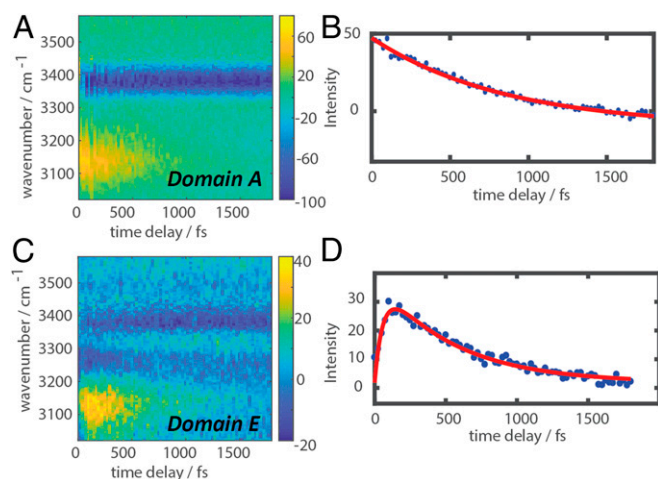 A
wavenumber / cm⁻¹
3500
3400
3300
3200
3100
0
500
1000
1500
time delay / fs
Domain A
60
20
-20
-60
-100
B
Intensity
50
0
0
500
1000
1500
time delay / fs
C
wavenumber / cm⁻¹
3500
3400
3300
3200
3100
0
500
1000
1500
time delay / fs
Domain E
40
20
0
-20
D
Intensity
30
20
10
0
0
500
1000
1500
time delay / fs